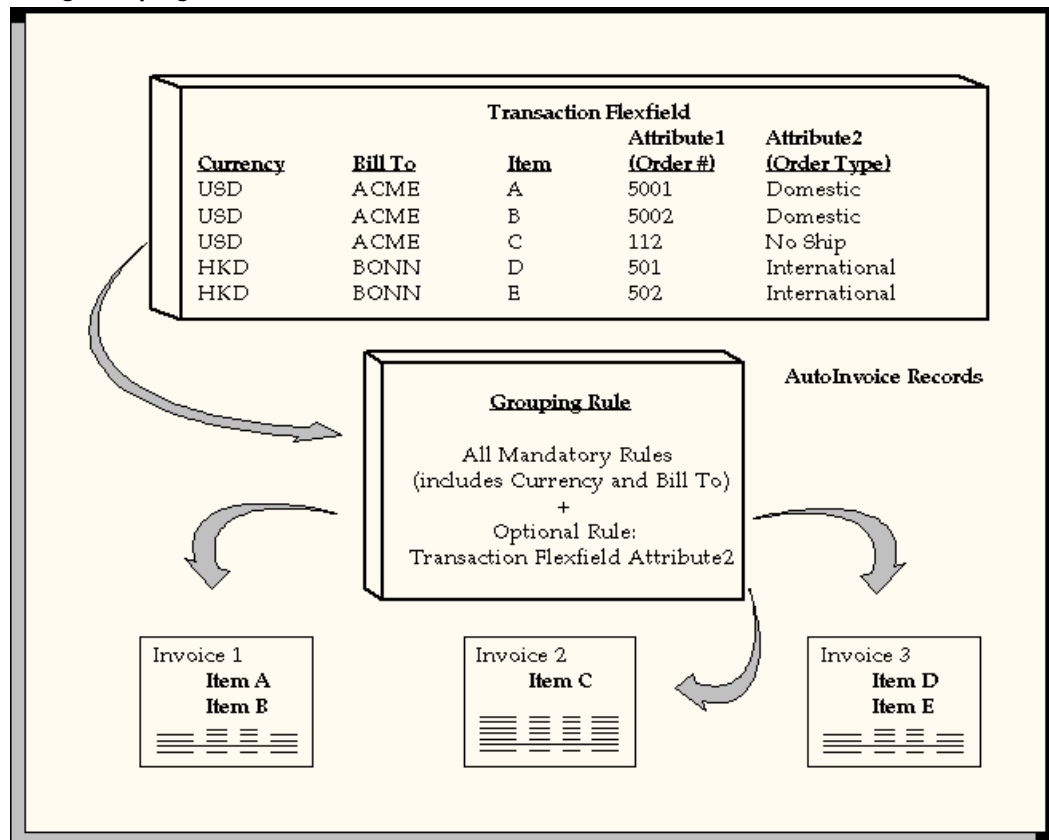 Transaction Flexfield
Attribute1 Attribute2
Currency Bill To Item (Order #) (Order Type)
USD ACME A 5001 Domestic
USD ACME B 5002 Domestic
USD ACME C 112 No Ship
HKD BONN D 501 International
HKD BONN E 502 International
AutoInvoice Records
Grouping Rule
All Mandatory Rules
(includes Currency and Bill To)
+
Optional Rule:
Transaction Flexfield Attribute2
Invoice 1
Item A
Item B
Invoice 2
Item C
Invoice 3
Item D
Item E